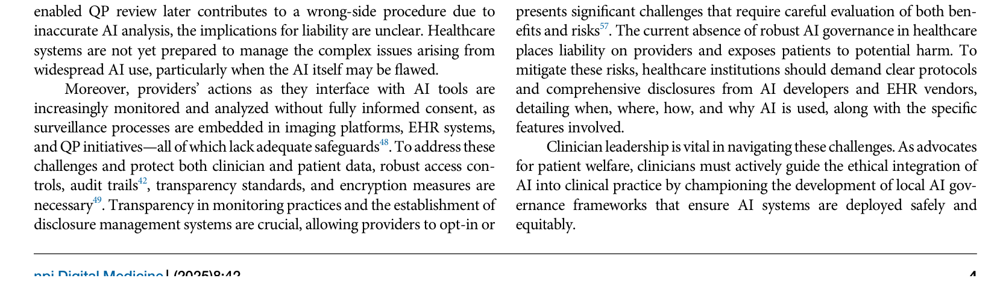 enabled QP review later contributes to a wrong-side procedure due to
inaccurate AI analysis, the implications for liability are unclear. Healthcare
systems are not yet prepared to manage the complex issues arising from
widespread AI use, particularly when the AI itself may be flawed.
Moreover, providers’ actions as they interface with AI tools are
increasingly monitored and analyzed without fully informed consent, as
surveillance processes are embedded in imaging platforms, EHR systems,
and QP initiatives—all of which lack adequate safeguards48. To address these
challenges and protect both clinician and patient data, robust access con-
trols, audit trails42, transparency standards, and encryption measures are
necessary49. Transparency in monitoring practices and the establishment of
disclosure management systems are crucial, allowing providers to opt-in or
presents significant challenges that require careful evaluation of both ben-
efits and risks57. The current absence of robust AI governance in healthcare
places liability on providers and exposes patients to potential harm. To
mitigate these risks, healthcare institutions should demand clear protocols
and comprehensive disclosures from AI developers and EHR vendors,
detailing when, where, how, and why AI is used, along with the specific
features involved.
Clinician leadership is vital in navigating these challenges. As advocates
for patient welfare, clinicians must actively guide the ethical integration of
AI into clinical practice by championing the development of local AI gov-
ernance frameworks that ensure AI systems are deployed safely and
equitably.
npj Digital Medicine | (2025)8:42
4